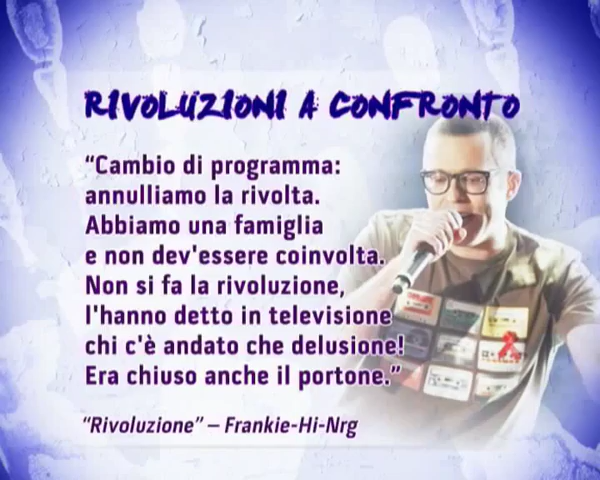 RIVOLUZIONI A CONFRONTO
“Cambio di programma:
annulliamo la rivolta.
Abbiamo una famiglia
e non dev'essere coinvolta.
Non si fa la rivoluzione,
l'hanno detto in televisione
chi c'è andato che delusione!
Era chiuso anche il portone.”
“Rivoluzione” – Frankie-Hi-Nrg